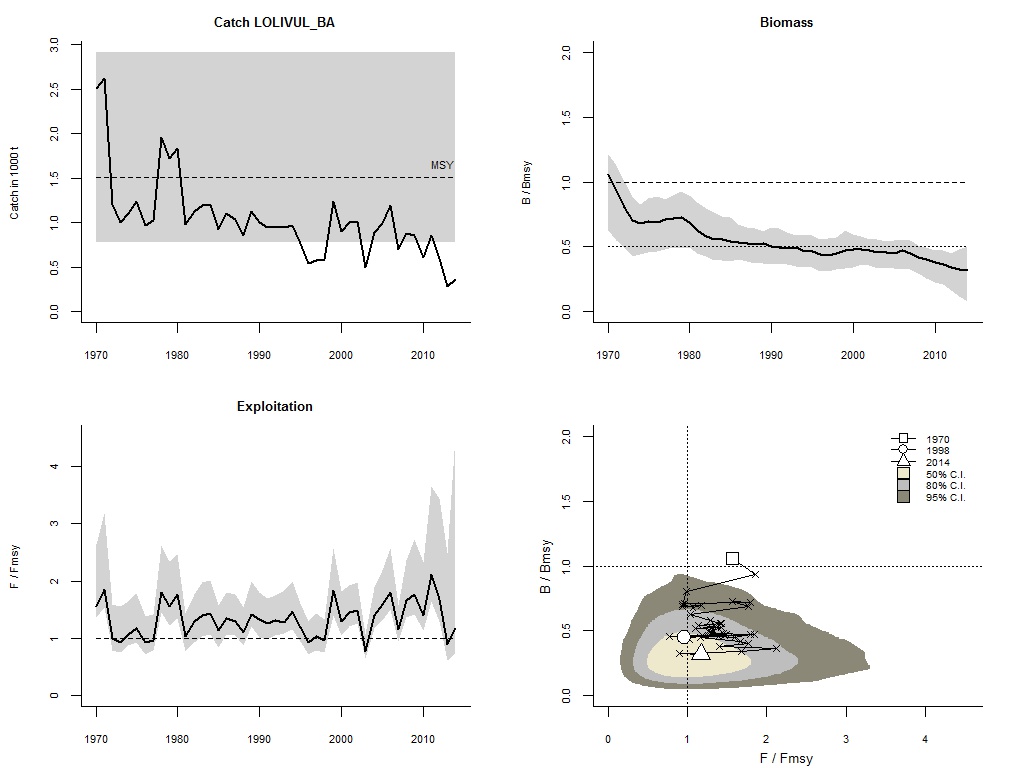 Catch LOLIVUL_BA
Catch in 1000 t
3.0
2.5
2.0
1.5
1.0
0.5
0.0
MSY
1970 1980 1990 2000 2010
Biomass
B / Bmsy
2.0
1.5
1.0
0.5
0.0
1970 1980 1990 2000 2010
Exploitation
F / Fmsy
4
3
2
1
0
1970 1980 1990 2000 2010
B / Bmsy
2.0
1.5
1.0
0.5
0.0
1970
1998
2014
50% C.I.
80% C.I.
95% C.I.
0 1 2 3 4
F / Fmsy